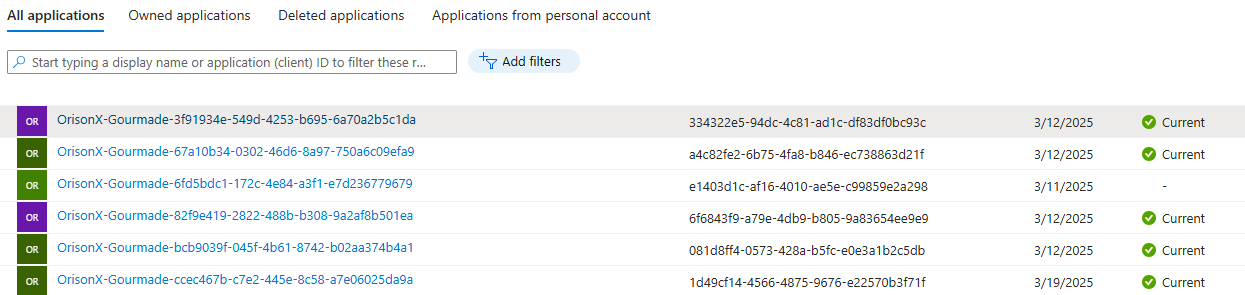 All applications Owned applications Deleted applications Applications from personal account
Start typing a display name or application (client) ID to filter these r... Add filters
OR OrisonX-Gourmade-3f91934e-549d-4253-b695-6a70a2b5c1da 334322e5-94dc-4c81-ad1c-df83df0bc93c 3/12/2025 Current
OR OrisonX-Gourmade-67a10b34-0302-46d6-8a97-750a6c09efa9 a4c82fe2-6b75-4fa8-b846-ec738863d21f 3/12/2025 Current
OR OrisonX-Gourmade-6fd5bdc1-172c-4e84-a3f1-e7d236779679 e1403d1c-af16-4010-ae5e-c99859e2a298 3/11/2025 -
OR OrisonX-Gourmade-82f9e419-2822-488b-b308-9a2af8b501ea 6f6843f9-a79e-4db9-b805-9a83654ee9e9 3/12/2025 Current
OR OrisonX-Gourmade-bcb9039f-045f-4b61-8742-b02aa374b4a1 081d8ff4-0573-428a-b5fc-e0e3a1b2c5db 3/12/2025 Current
OR OrisonX-Gourmade-ccec467b-c7e2-445e-8c58-a7e06025da9a 1d49cf14-4566-4875-9676-e22570b3f71f 3/19/2025 Current